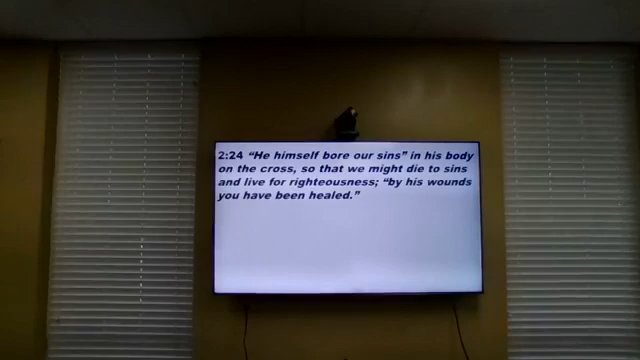 2:24 “He himself bore our sins” in his body
on the cross, so that we might die to sins
and live for righteousness; “by his wounds
you have been healed.”